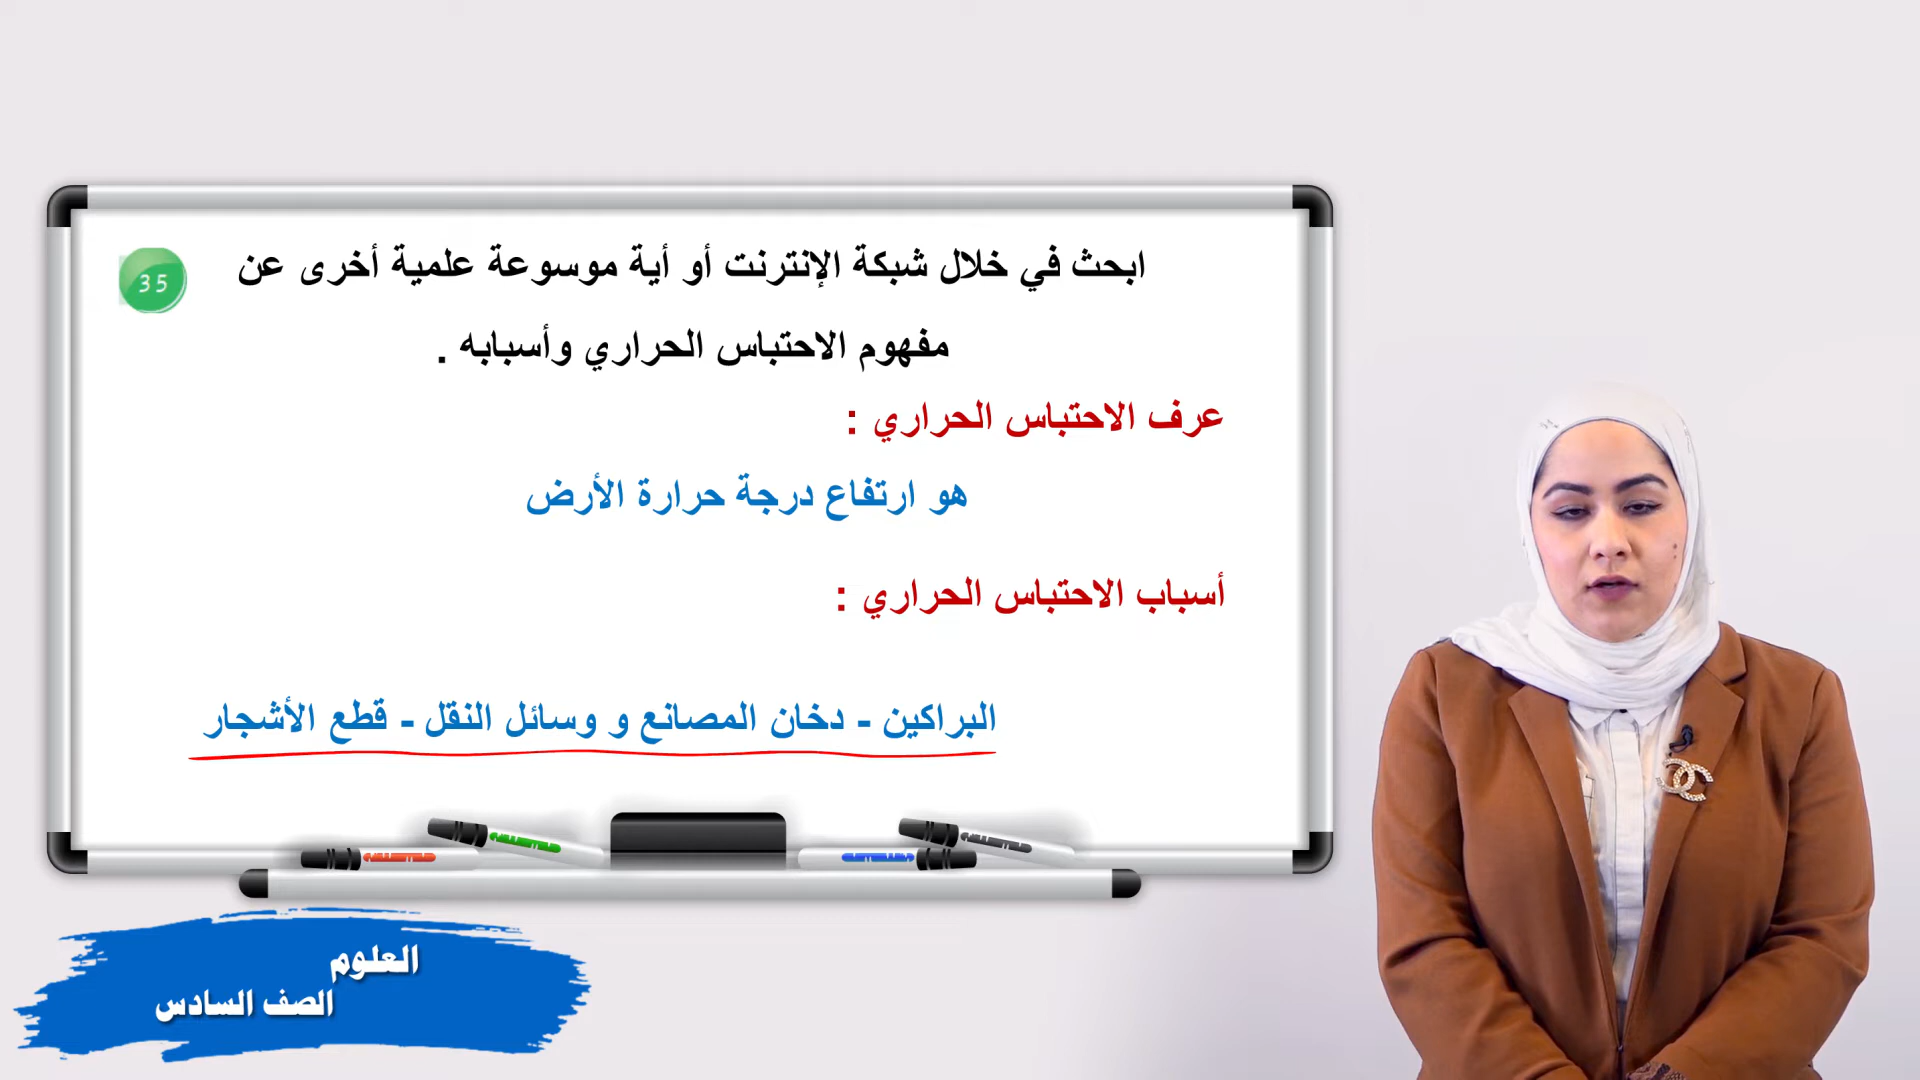 ابحث في خلال شبكة الإنترنت أو أية موسوعة علمية أخرى عن
35
مفهوم الاحتباس الحراري وأسبابه .
عرف الاحتباس الحراري :
هو ارتفاع درجة حرارة الأرض
أسباب الاحتباس الحراري :
البراكين - دخان المصانع و وسائل النقل - قطع الأشجار
العلوم
الصف السادس